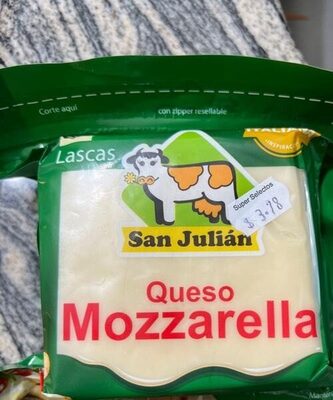 Corte aquí
con zipper resellable
Lascas
Super Selectos
$ 3.98
San Julián
Queso
Mozzarella